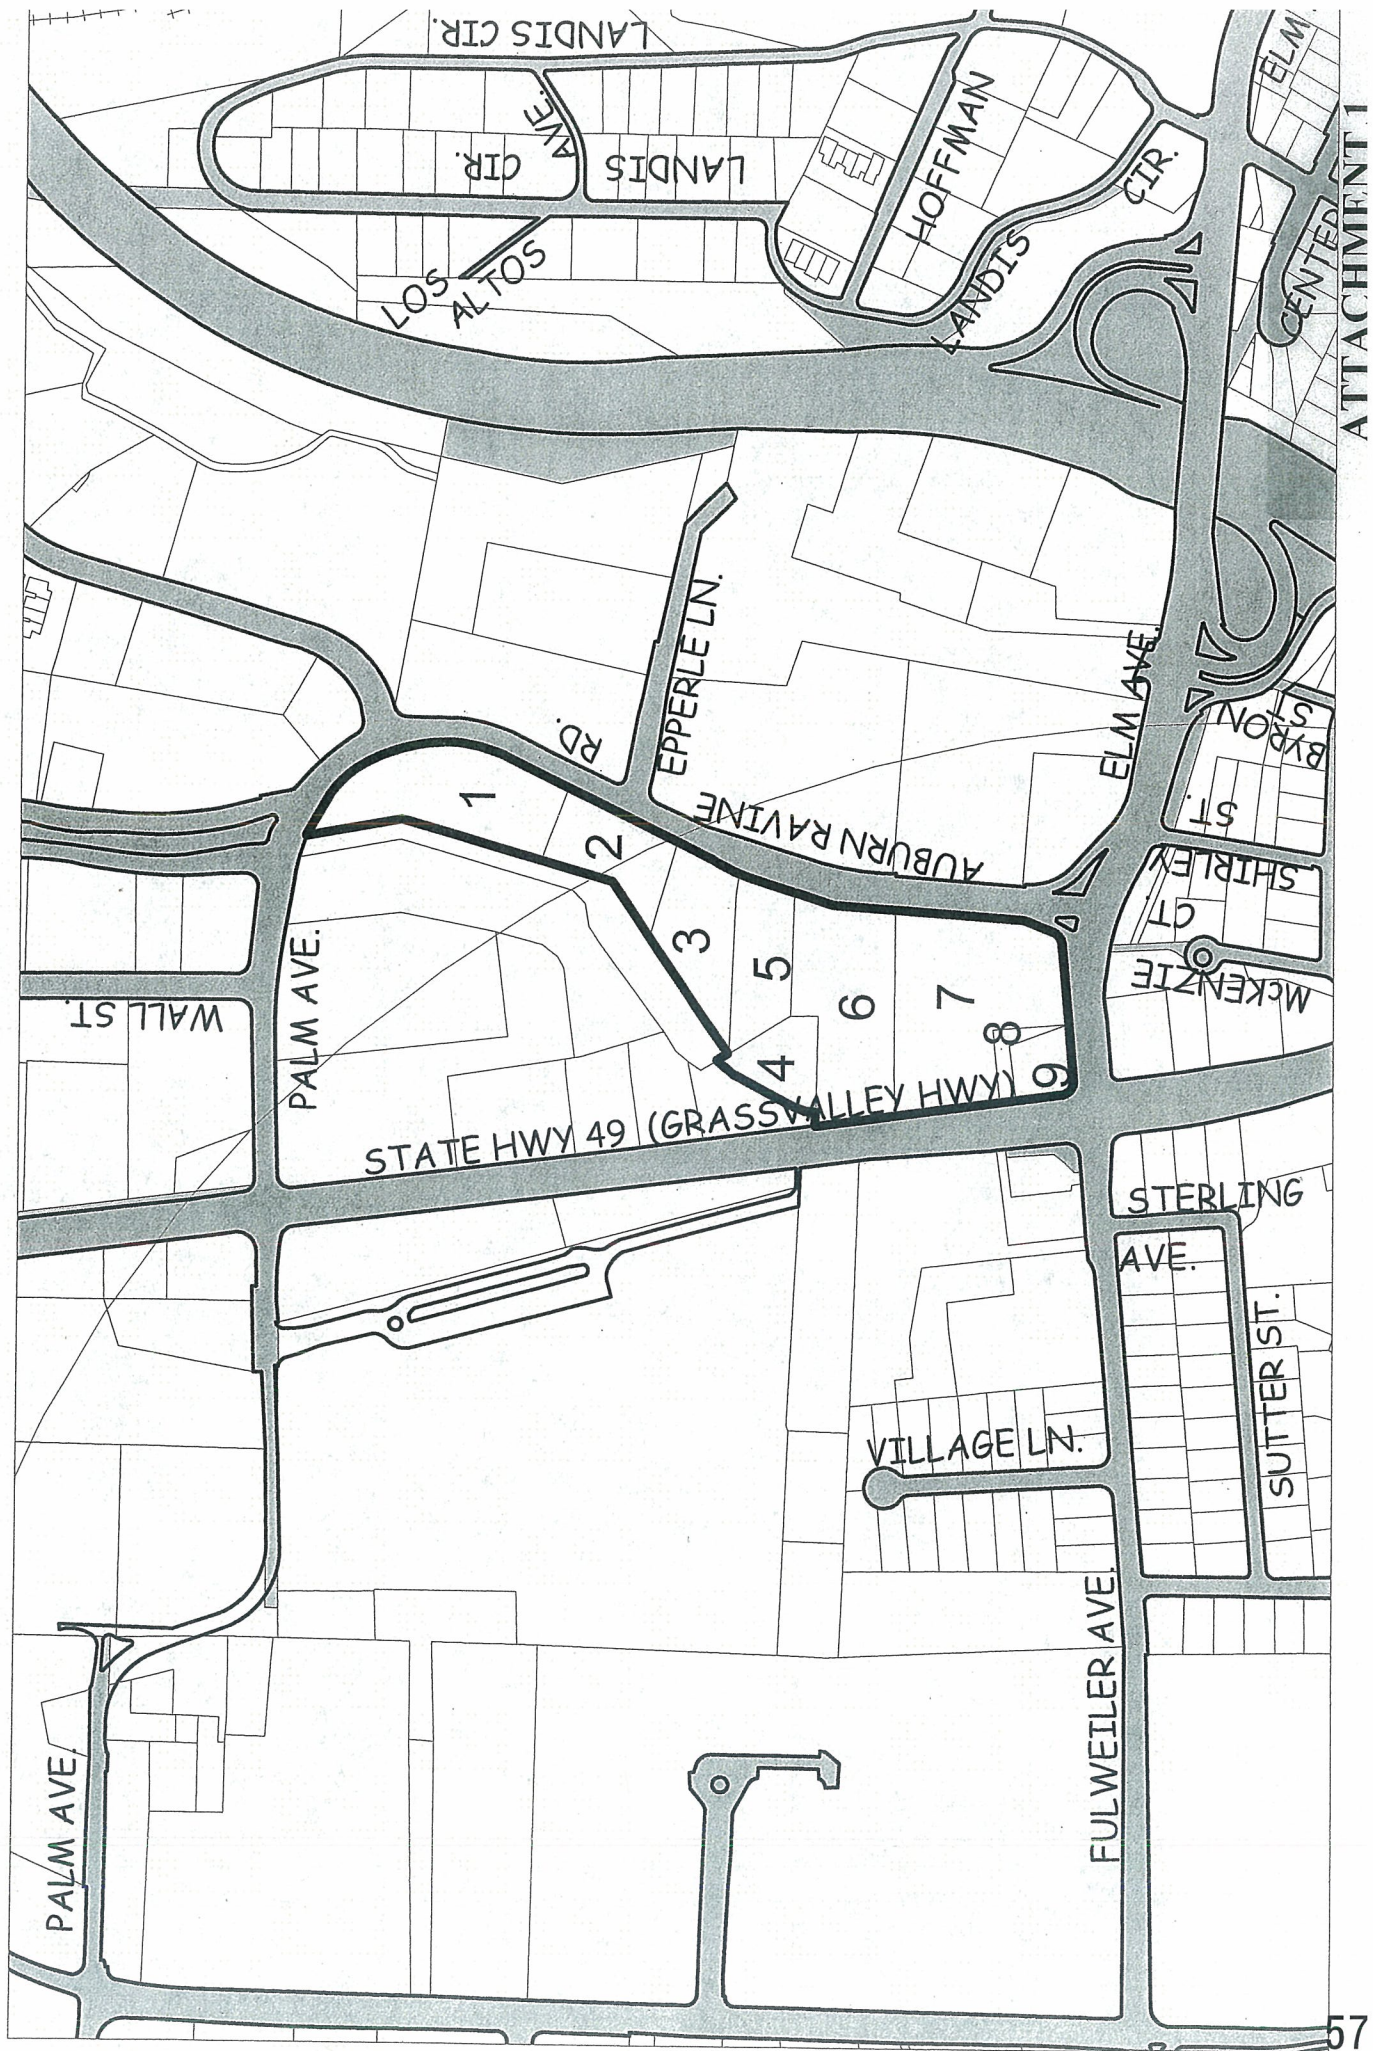 LANDIS CIR.
ELM
AVE.
CIR.
LANDIS
HOFFMAN
CIR.
LOS
ALTOS
LANDIS
CENTER
ATTACHMENT 1
EPPERLE LN.
RD.
AUBURN RAVINE
ELM AVE.
BYRON
ST.
ST.
SHIRLEY
CT.
McKENZIE
1
2
3
4
5
6
7
8
9
WALL ST.
PALM AVE.
STATE HWY 49 (GRASSVALLEY HWY)
STERLING
AVE.
SUTTER ST.
VILLAGE LN.
FULWEILER AVE.
PALM AVE.
57